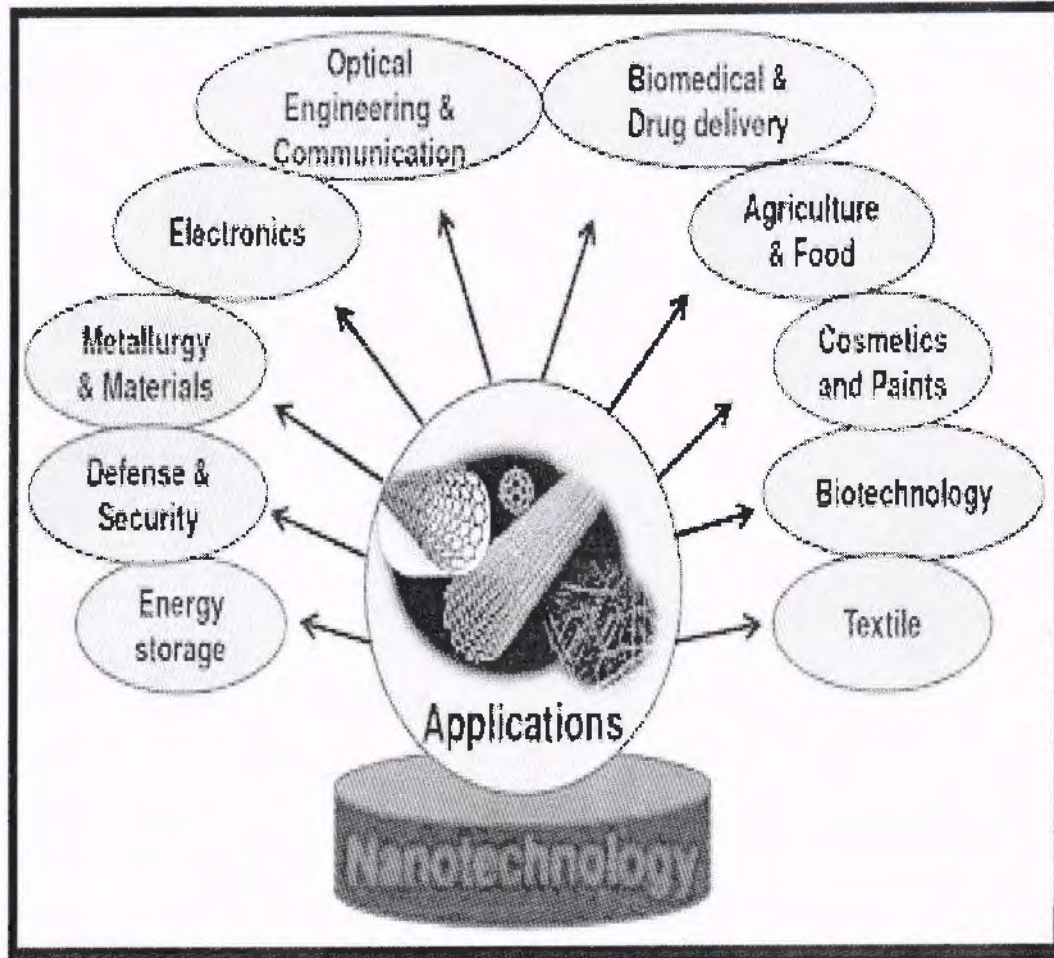 Optical
Engineering &
Communication
Biomedical &
Drug delivery
Electronics
Agriculture
& Food
Metallurgy
& Materials
Cosmetics
and Paints
Defense &
Security
Biotechnology
Energy
storage
Textile
Applications
Nanotechnology